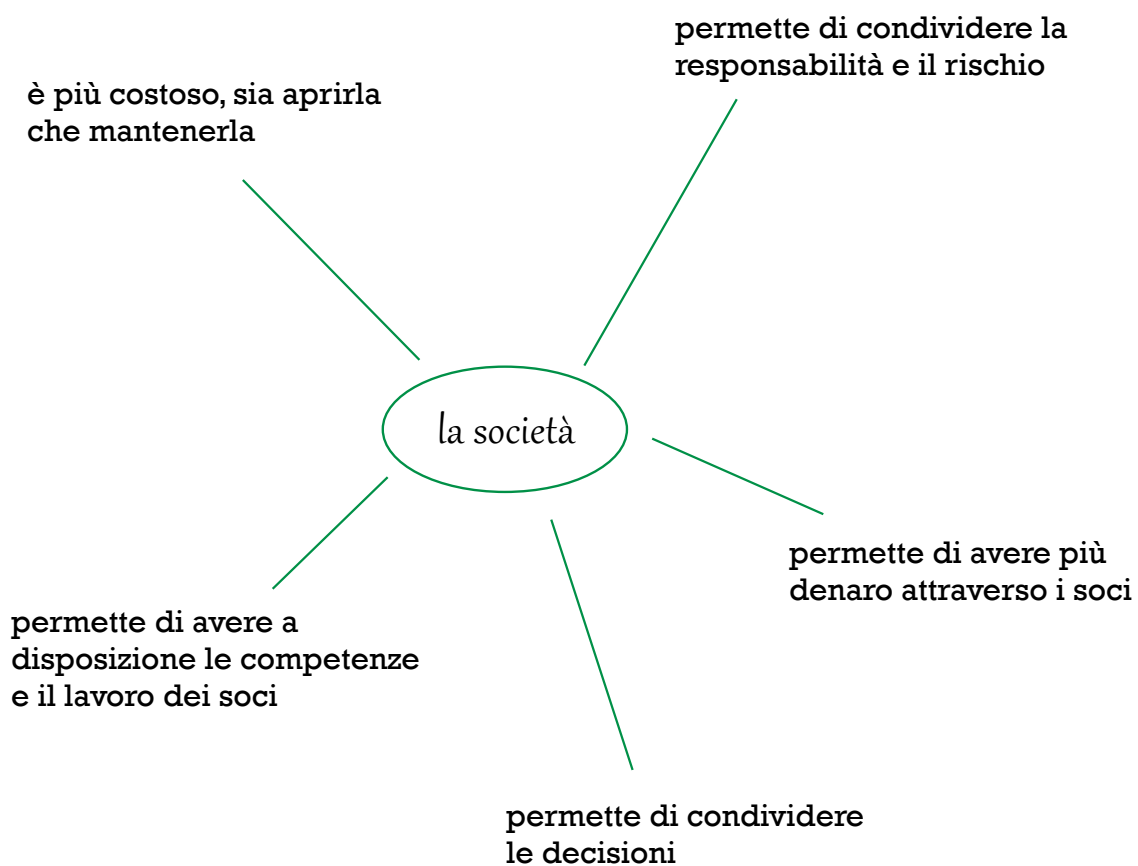 permette di condividere la
responsabilità e il rischio
è più costoso, sia aprirla
che mantenerla
la società
permette di avere più
denaro attraverso i soci
permette di avere a
disposizione le competenze
e il lavoro dei soci
permette di condividere
le decisioni